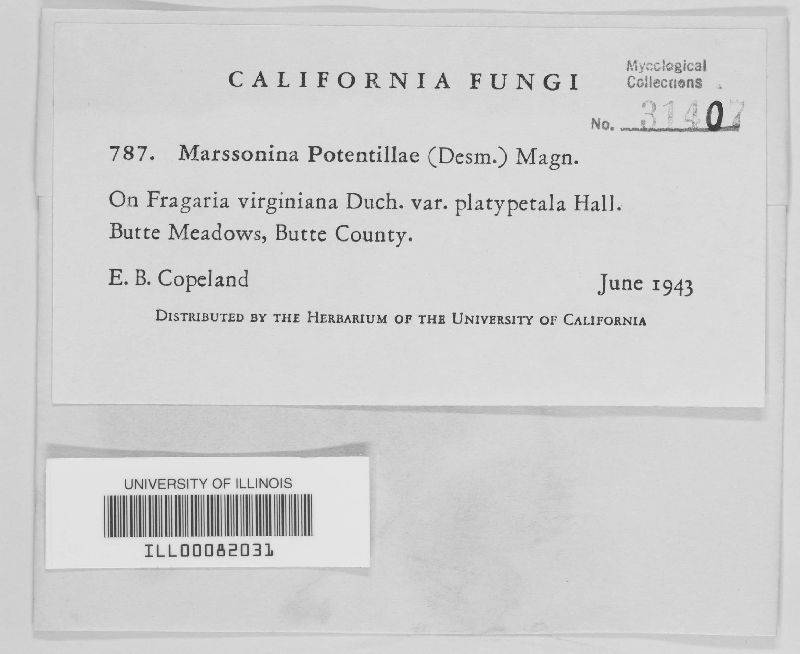 CALIFORNIA FUNGI
Mycological
Collections
No. 31407
787. Marssonina Potentillae (Desm.) Magn.
On Fragaria virginiana Duch. var. platypetala Hall.
Butte Meadows, Butte County.
E. B. Copeland June 1943
DISTRIBUTED BY THE HERBARIUM OF THE UNIVERSITY OF CALIFORNIA
UNIVERSITY OF ILLINOIS
ILL00082031